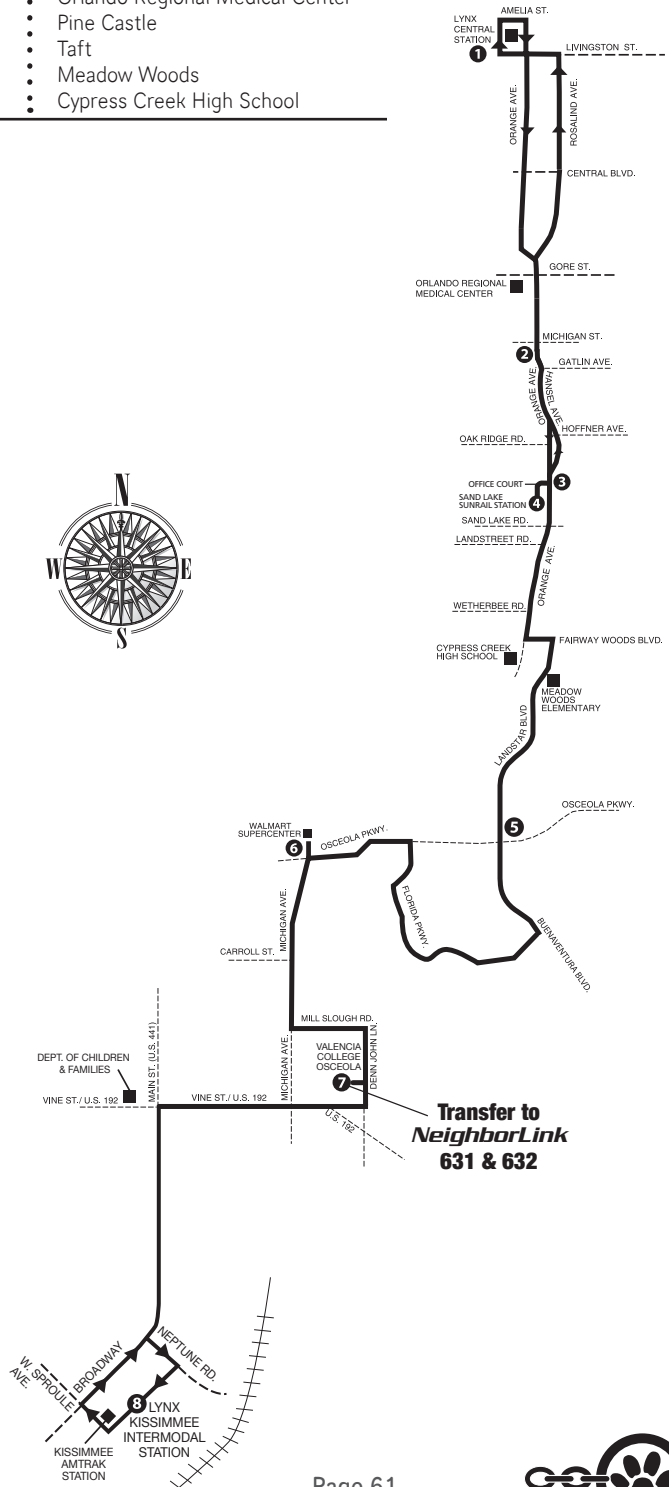 Orlando Regional Medical Center
Pine Castle
Taft
Meadow Woods
Cypress Creek High School
AMELIA ST.
LYNX
CENTRAL
STATION
1
LIVINGSTON ST.
ORANGE AVE.
ROSALIND AVE.
CENTRAL BLVD.
GORE ST.
ORLANDO REGIONAL
MEDICAL CENTER
MICHIGAN ST.
2
GATLIN AVE.
ORANGE AVE.
HANSEL AVE.
HOFFNER AVE.
OAK RIDGE RD.
OFFICE COURT
3
SAND LAKE
SUNRAIL STATION
4
SAND LAKE RD.
LANDSTREET RD.
ORANGE AVE.
WETHERBEE RD.
FAIRWAY WOODS BLVD.
CYPRESS CREEK
HIGH SCHOOL
MEADOW
WOODS
ELEMENTARY
LANDSTAR BLVD
N
W
E
S
OSCEOLA PKWY.
5
WALMART
SUPERCENTER
6
OSCEOLA PKWY.
FLORIDA PKWY.
BUENAVENTURA BLVD.
MICHIGAN AVE.
CARROLL ST.
MILL SLOUGH RD.
MAIN ST. (U.S. 441)
MICHIGAN AVE.
VALENCIA
COLLEGE
OSCEOLA
7
DENN JOHN LN.
DEPT. OF CHILDREN
& FAMILIES
VINE ST./ U.S. 192
VINE ST./ U.S. 192
U.S. 192
Transfer to
NeighborLink
631 & 632
BROADWAY
NEPTUNE RD.
W. SPROULE
AVE.
8 LYNX
KISSIMMEE
INTERMODAL
STATION
KISSIMMEE
AMTRAK
STATION
Page 61